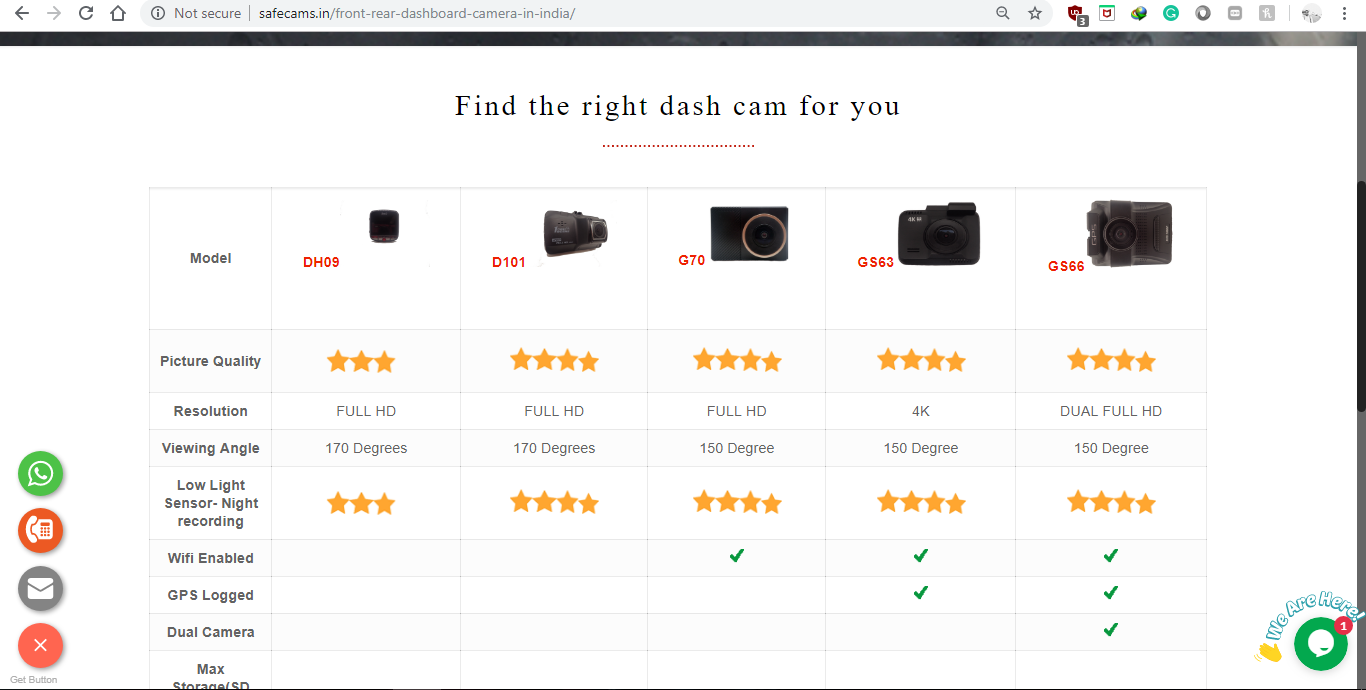 Not secure
safecams.in/front-rear-dashboard-camera-in-india/
3
Find the right dash cam for you
Model
DH09
D101
G70
GS63
GS66
Picture Quality
Resolution
FULL HD
FULL HD
FULL HD
4K
DUAL FULL HD
Viewing Angle
170 Degrees
170 Degrees
150 Degree
150 Degree
150 Degree
Low Light
Sensor- Night
recording
Wifi Enabled
GPS Logged
Dual Camera
Max
Storage(SD
Get Button
We Are Here!
1